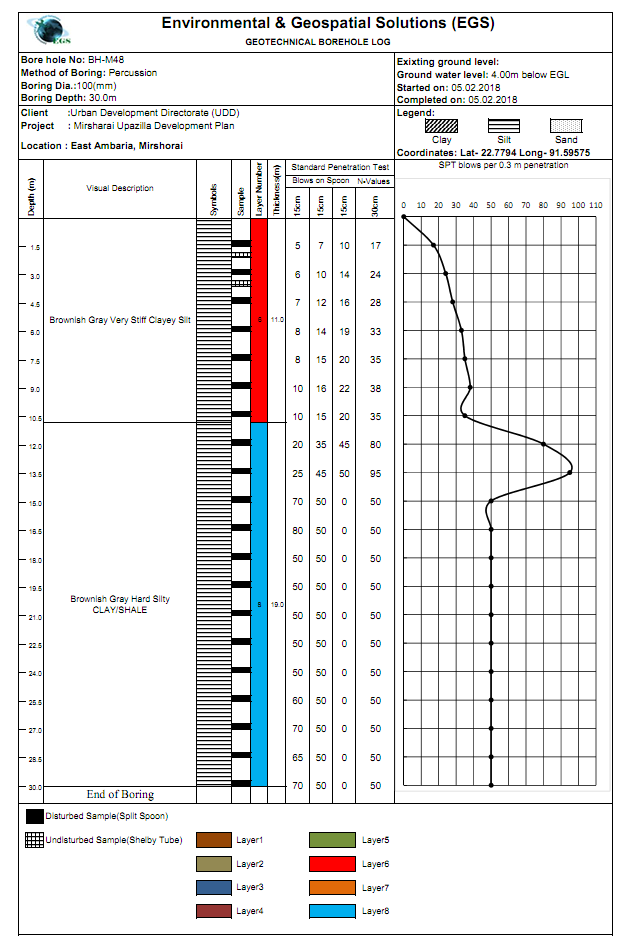 EGS
Environmental & Geospatial Solutions (EGS)
GEOTECHNICAL BOREHOLE LOG
Bore hole No: BH-M48
Method of Boring: Percussion
Boring Dia.:100(mm)
Boring Depth: 30.0m
Exixting ground level:
Ground water level: 4.00m below EGL
Started on: 05.02.2018
Completed on: 05.02.2018
Client :Urban Development Directorate (UDD)
Project : Mirsharai Upazilla Development Plan
Location : East Ambaria, Mirshorai
Legend:
Clay Silt Sand
Coordinates: Lat- 22.7794 Long- 91.59575
Depth (m)
Visual Description
Symbols
Sample
Layer Number
Thickness(m)
Standard Penetration Test
Blows on Spoon N-Values
15cm 15cm 15cm 30cm
SPT blows per 0.3 m penetration
0 10 20 30 40 50 60 70 80 90 100 110
1.5 5 7 10 17
3.0 6 10 14 24
4.5 7 12 16 28
Brownish Gray Very Stiff Clayey Silt 6 11.0
6.0 8 14 19 33
7.5 8 15 20 35
9.0 10 16 22 38
10.5 10 15 20 35
12.0 20 35 45 80
13.5 25 45 50 95
15.0 70 50 0 50
16.5 80 50 0 50
18.0 50 50 0 50
19.5 50 50 0 50
Brownish Gray Hard Silty
CLAY/SHALE
8 19.0
21.0 50 50 0 50
22.5 50 50 0 50
24.0 50 50 0 50
25.5 60 50 0 50
27.0 70 50 0 50
28.5 65 50 0 50
30.0 70 50 0 50
End of Boring
Disturbed Sample(Split Spoon)
Undisturbed Sample(Shelby Tube)
Layer1 Layer5
Layer2 Layer6
Layer3 Layer7
Layer4 Layer8